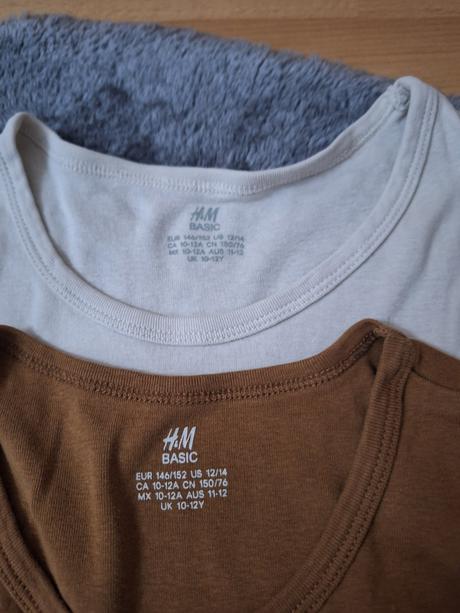 H&M
BASIC
EUR 146/152 US 12/14
CA 10-12A CN 150/76
MX 10-12A AUS 11-12
UK 10-12Y
H&M
BASIC
EUR 146/152 US 12/14
CA 10-12A CN 150/76
MX 10-12A AUS 11-12
UK 10-12Y